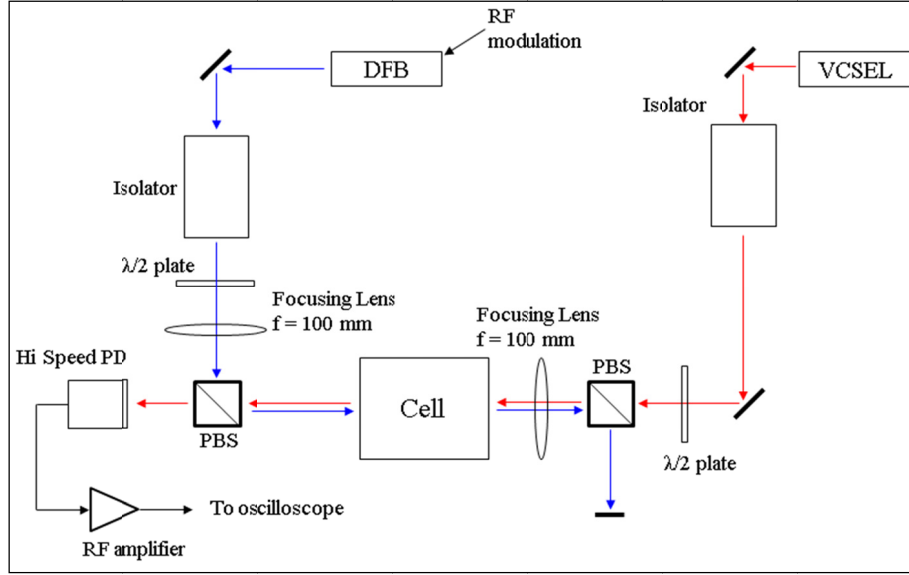 RF
modulation
DFB
VCSEL
Isolator
Isolator
λ/2 plate
Focusing Lens
f = 100 mm
Focusing Lens
f = 100 mm
Hi Speed PD
PBS
Cell
PBS
λ/2 plate
To oscilloscope
RF amplifier